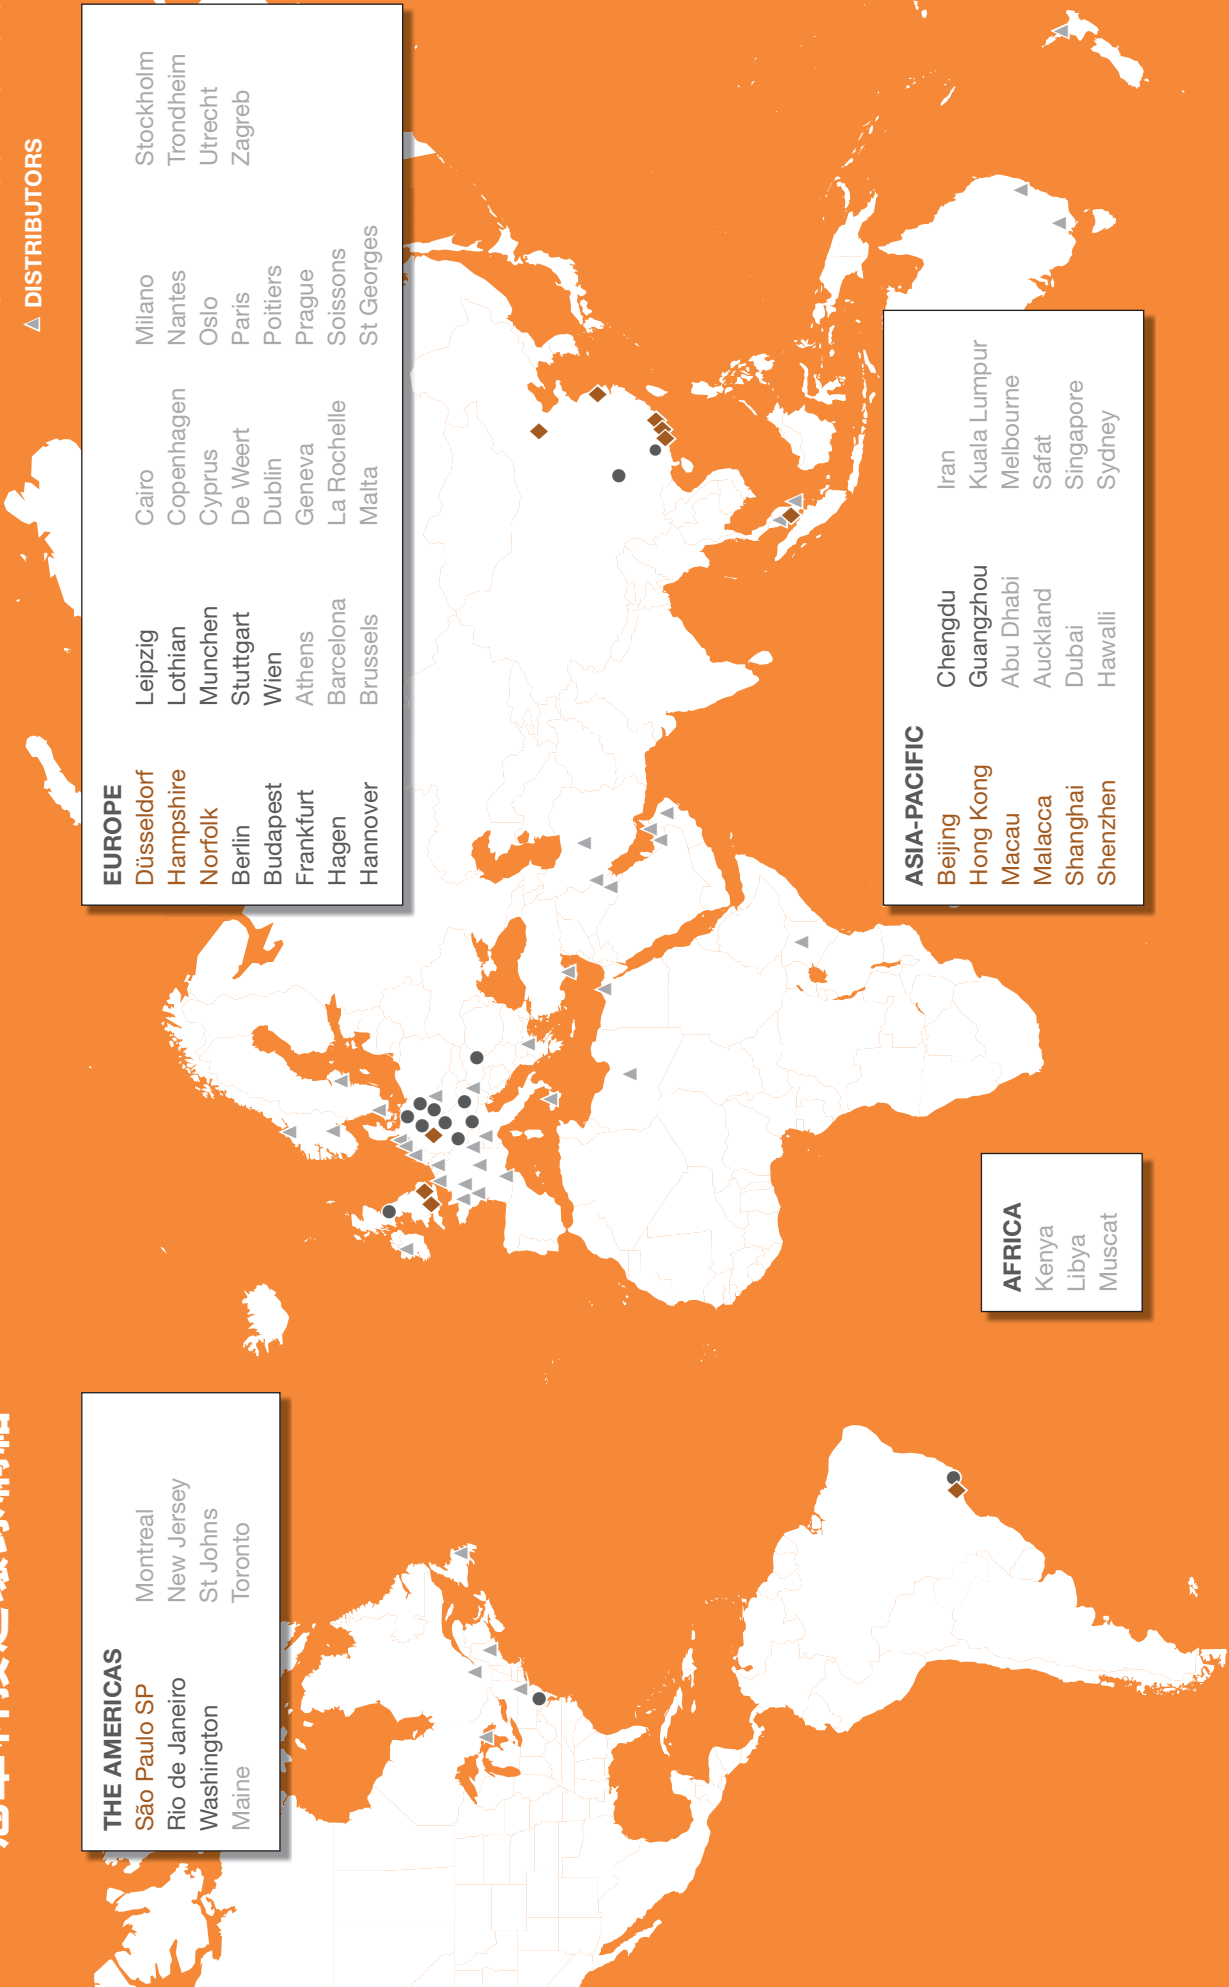 △ DISTRIBUTORS
EUROPE
Düsseldorf
Hampshire
Norfolk
Berlin
Budapest
Frankfurt
Hagen
Hannover
Leipzig
Lothian
Munchen
Stuttgart
Wien
Athens
Barcelona
Brussels
Cairo
Copenhagen
Cyprus
De Weert
Dublin
Geneva
La Rochelle
Malta
Milano
Nantes
Oslo
Paris
Poitiers
Prague
Soissons
St Georges
Stockholm
Trondheim
Utrecht
Zagreb
THE AMERICAS
São Paulo SP
Rio de Janeiro
Washington
Maine
Montreal
New Jersey
St Johns
Toronto
AFRICA
Kenya
Libya
Muscat
ASIA-PACIFIC
Beijing
Hong Kong
Macau
Malacca
Shanghai
Shenzhen
Chengdu
Guangzhou
Abu Dhabi
Auckland
Dubai
Hawalli
Iran
Kuala Lumpur
Melbourne
Safat
Singapore
Sydney